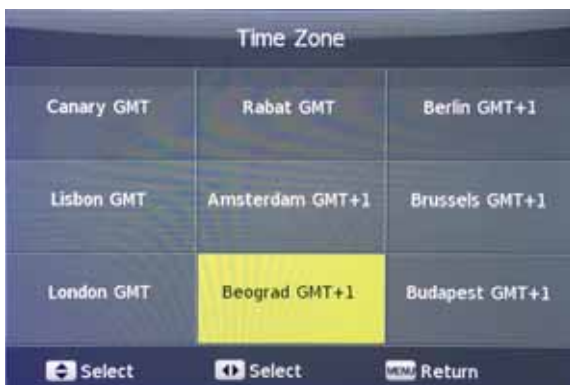 Time Zone
Canary GMT Rabat GMT Berlin GMT+1
Lisbon GMT Amsterdam GMT+1 Brussels GMT+1
London GMT Beograd GMT+1 Budapest GMT+1
Select Select MENU Return